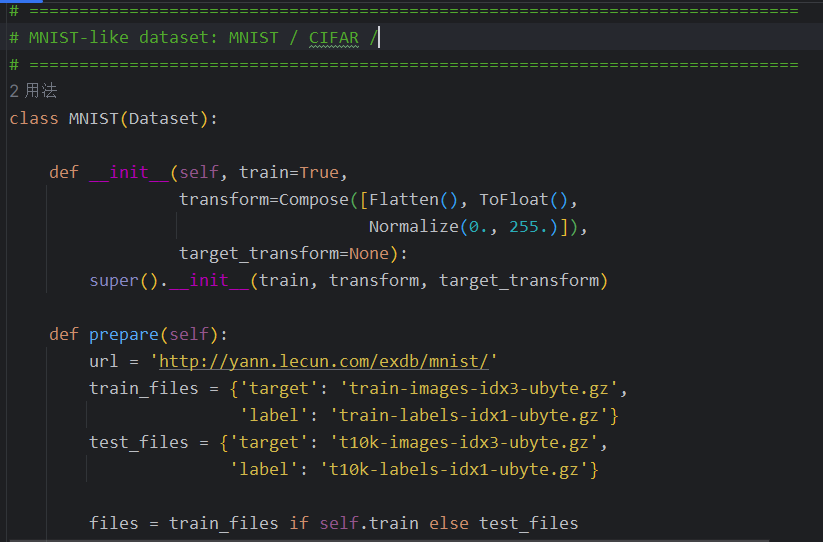 # =============================================================================
# MNIST-like dataset: MNIST / CIFAR /
# =============================================================================
2 用法
class MNIST(Dataset):
def __init__(self, train=True,
transform=Compose([Flatten(), ToFloat(),
Normalize(0., 255.)]),
target_transform=None):
super().__init__(train, transform, target_transform)
def prepare(self):
url = 'http://yann.lecun.com/exdb/mnist/'
train_files = {'target': 'train-images-idx3-ubyte.gz',
'label': 'train-labels-idx1-ubyte.gz'}
test_files = {'target': 't10k-images-idx3-ubyte.gz',
'label': 't10k-labels-idx1-ubyte.gz'}
files = train_files if self.train else test_files